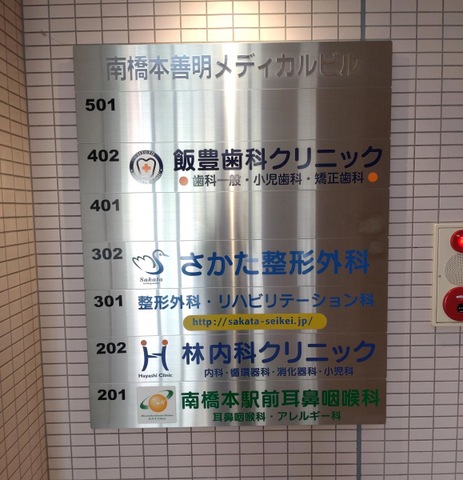 南橋本善明メディカルビル
501
402
飯豊歯科クリニック
●歯科一般・小児歯科・矯正歯科●
401
302
Sakata
さかた整形外科
301 整形外科・リハビリテーション科
http://sakata-seikei.jp/
202
Hayashi Clinic
林内科クリニック
内科・循環器科・消化器科・小児科
201
南橋本駅前耳鼻咽喉科
耳鼻咽喉科・アレルギー科